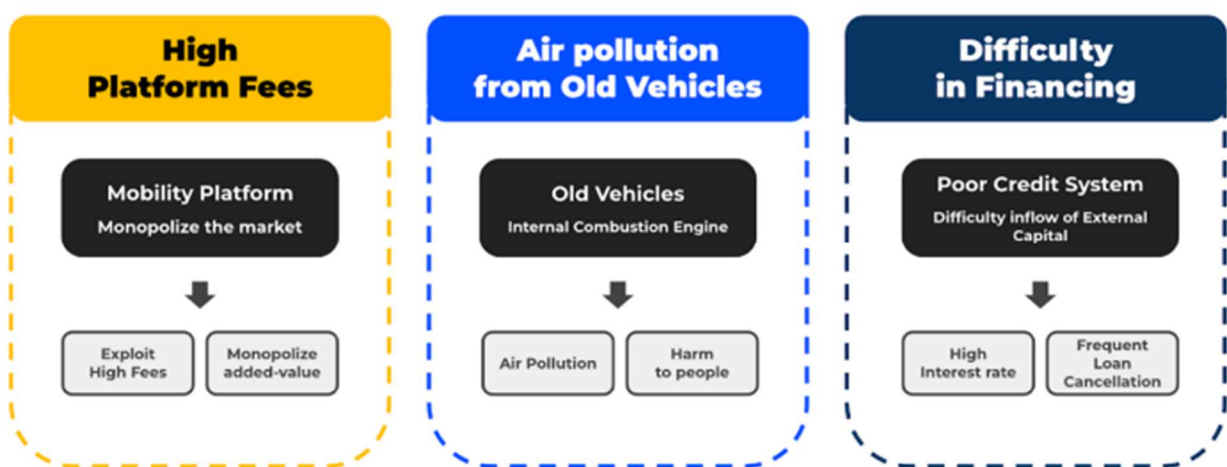 High
Platform Fees
Mobility Platform
Monopolize the market
Exploit
High Fees
Monopolize
added-value
Air pollution
from Old Vehicles
Old Vehicles
Internal Combustion Engine
Air Pollution
Harm
to people
Difficulty
in Financing
Poor Credit System
Difficulty inflow of External
Capital
High
Interest rate
Frequent
Loan
Cancellation